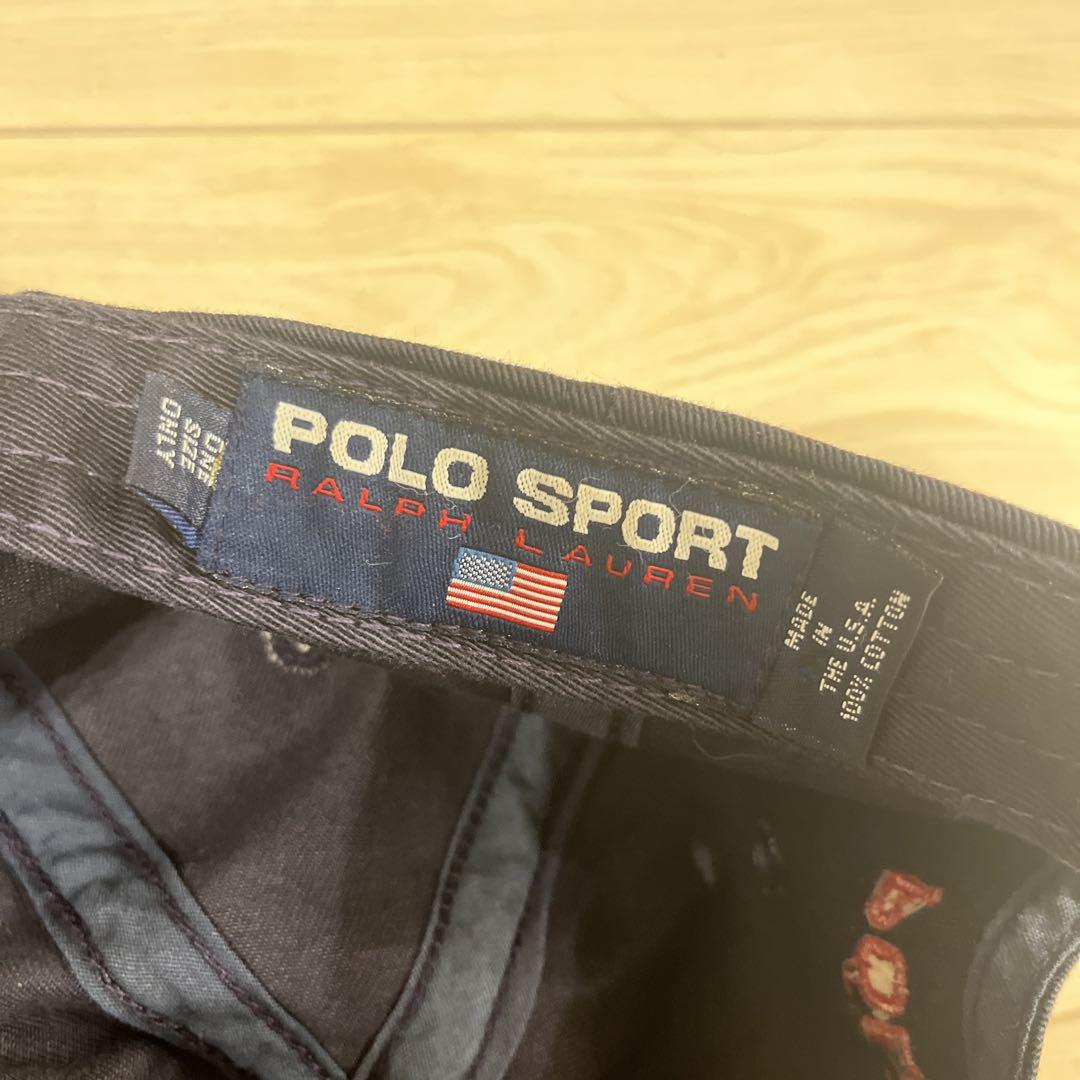 ONE
SIZE
ONLY
POLO SPORT
RALPH LAUREN
MADE
IN
THE U.S.A.
100% COTTON